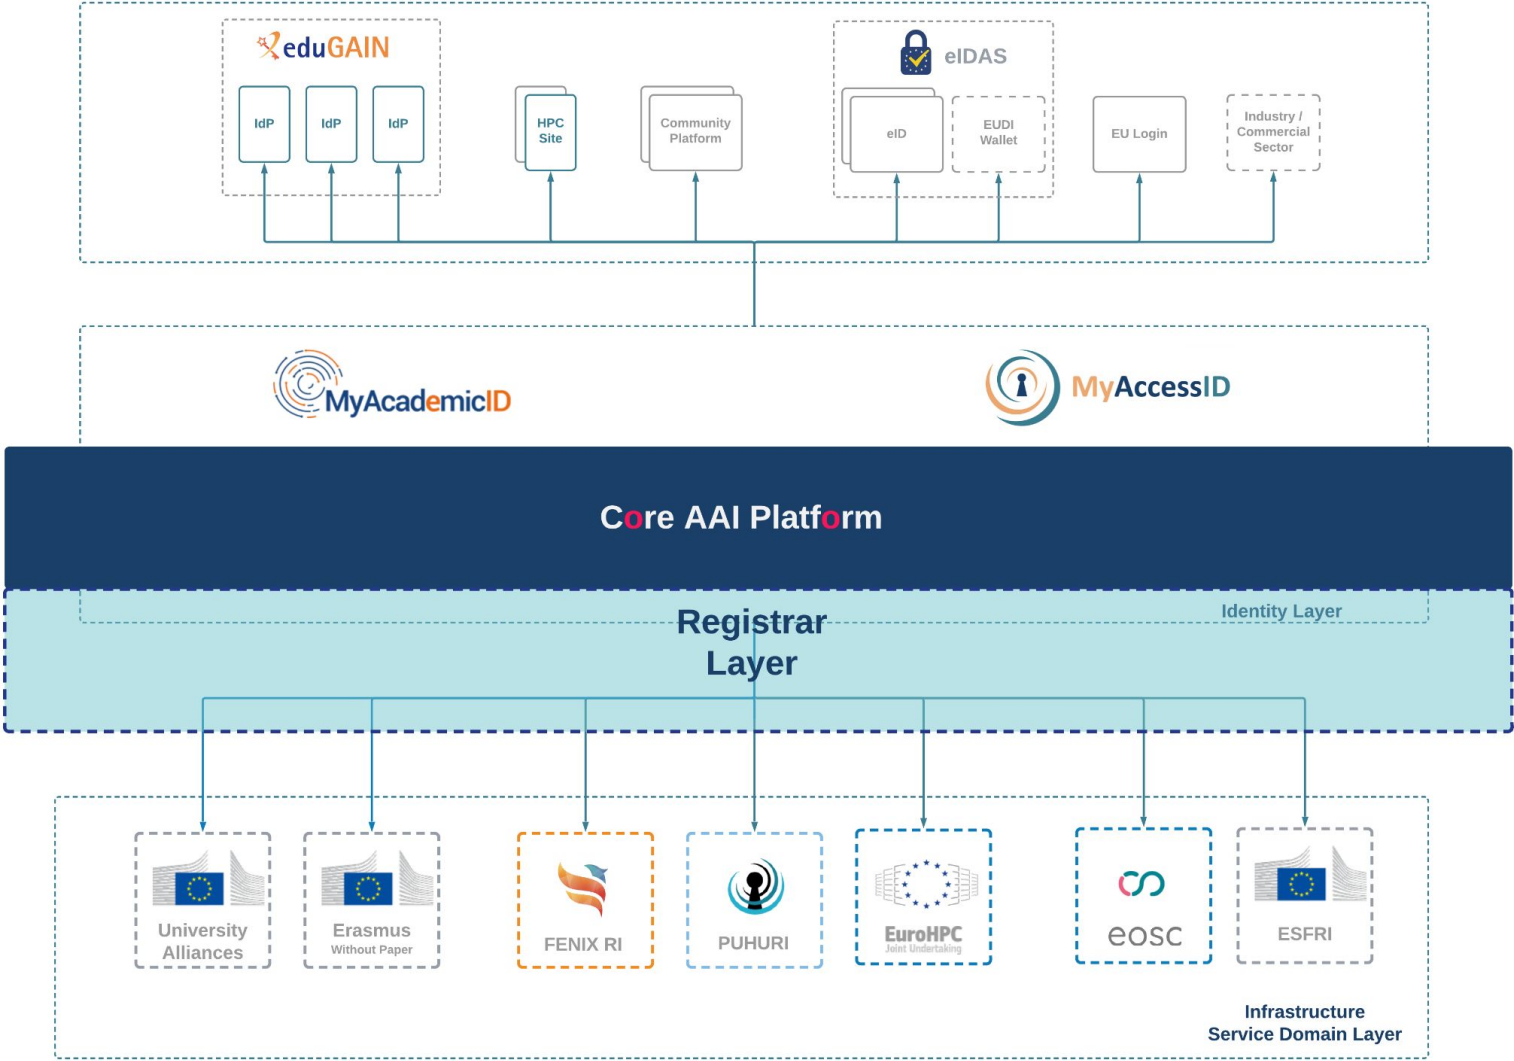 eduGAIN
eIDAS
IdP
IdP
IdP
HPC
Site
Community
Platform
eID
EUDI
Wallet
EU Login
Industry /
Commercial
Sector
MyAcademicID
MyAccessID
Core AAI Platform
Identity Layer
Registrar
Layer
University
Alliances
Erasmus
Without Paper
FENIX RI
PUHURI
EuroHPC
Joint Undertaking
eosc
ESFRI
Infrastructure
Service Domain Layer